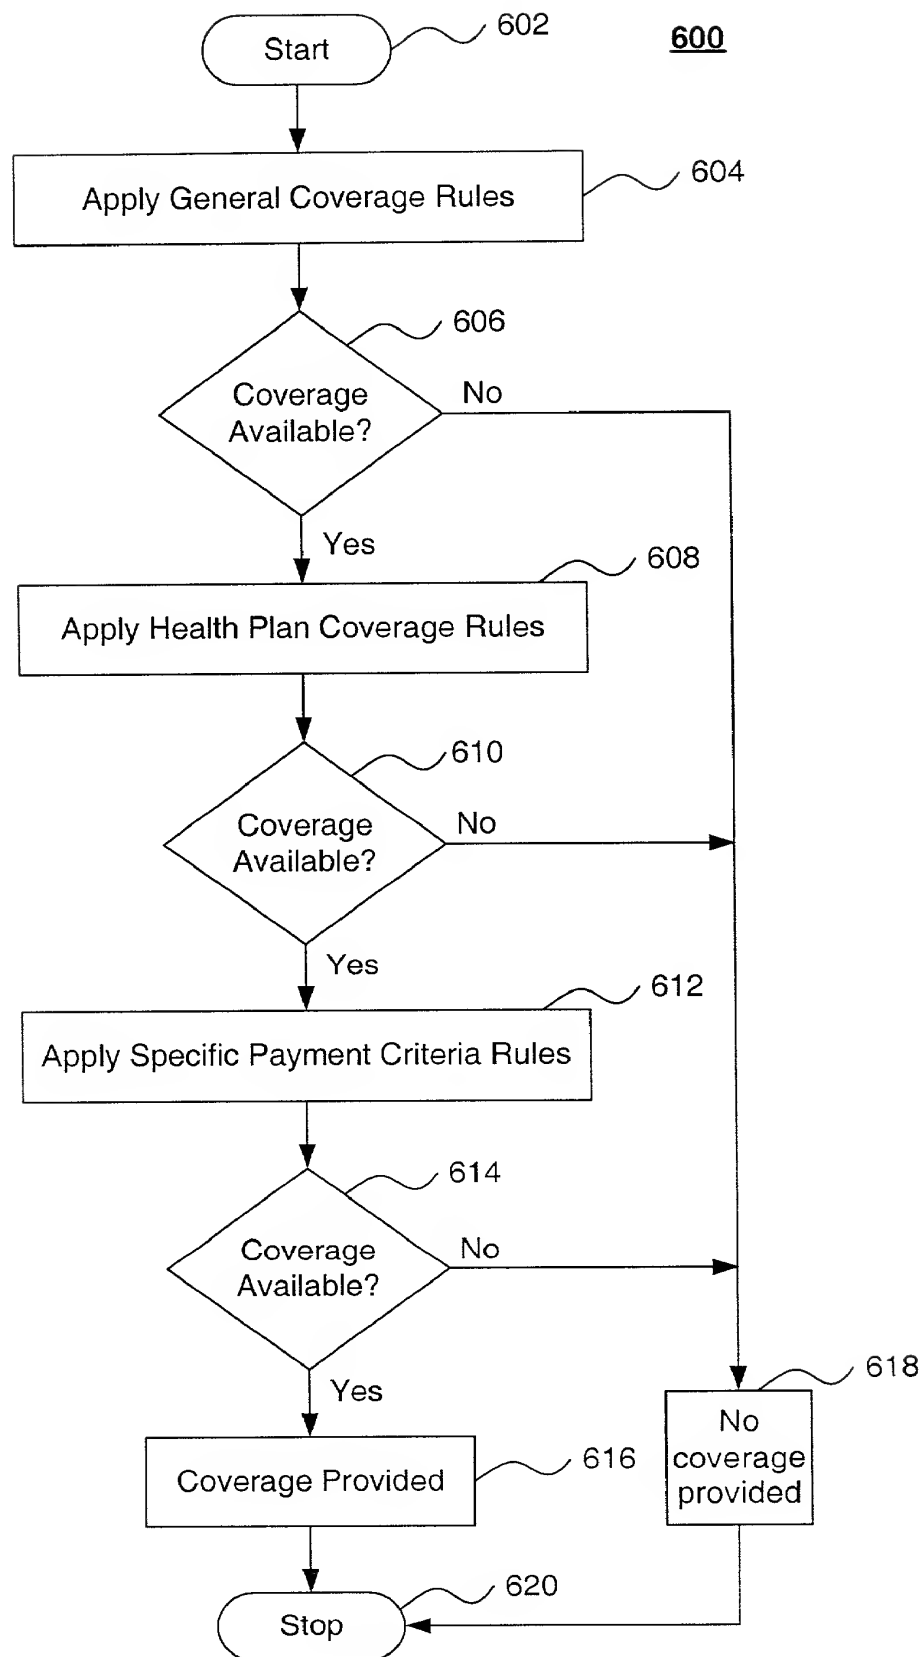 Start
602
600
Apply General Coverage Rules
604
606
Coverage
Available?
No
Yes
608
Apply Health Plan Coverage Rules
610
Coverage
Available?
No
Yes
612
Apply Specific Payment Criteria Rules
614
Coverage
Available?
No
Yes
618
No
coverage
provided
Coverage Provided
616
620
Stop